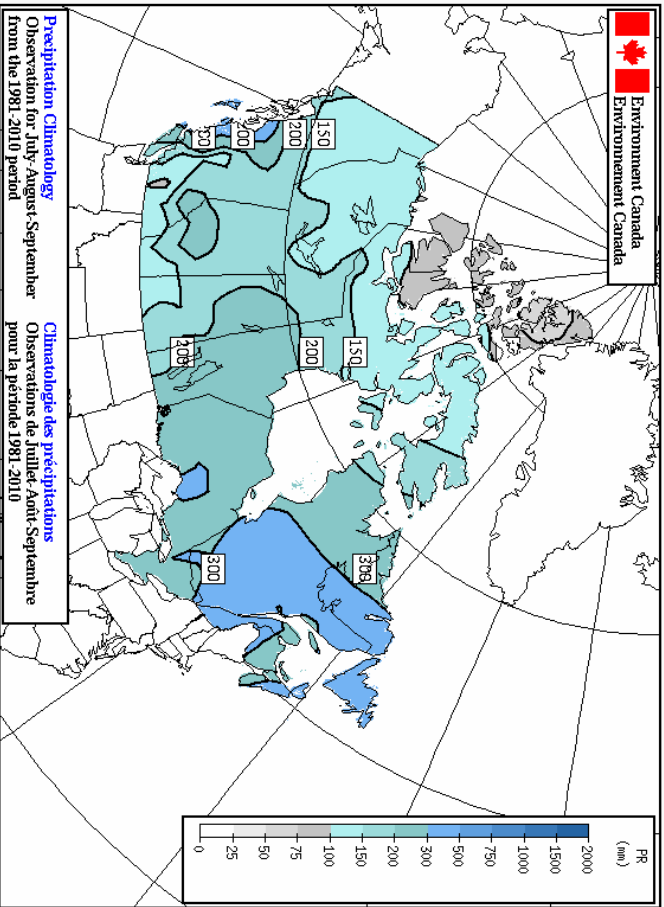 Environment Canada
Environnement Canada
150
200
300
00
200
200
150
300
300
PR
(mm)
0
25
50
75
100
150
200
300
500
750
1000
1500
2000
Precipitation Climatology
Observation for July-August-September
from the 1981-2010 period
Climatologie des précipitations
Observations de Juillet-Août-Septembre
pour la période 1981-2010